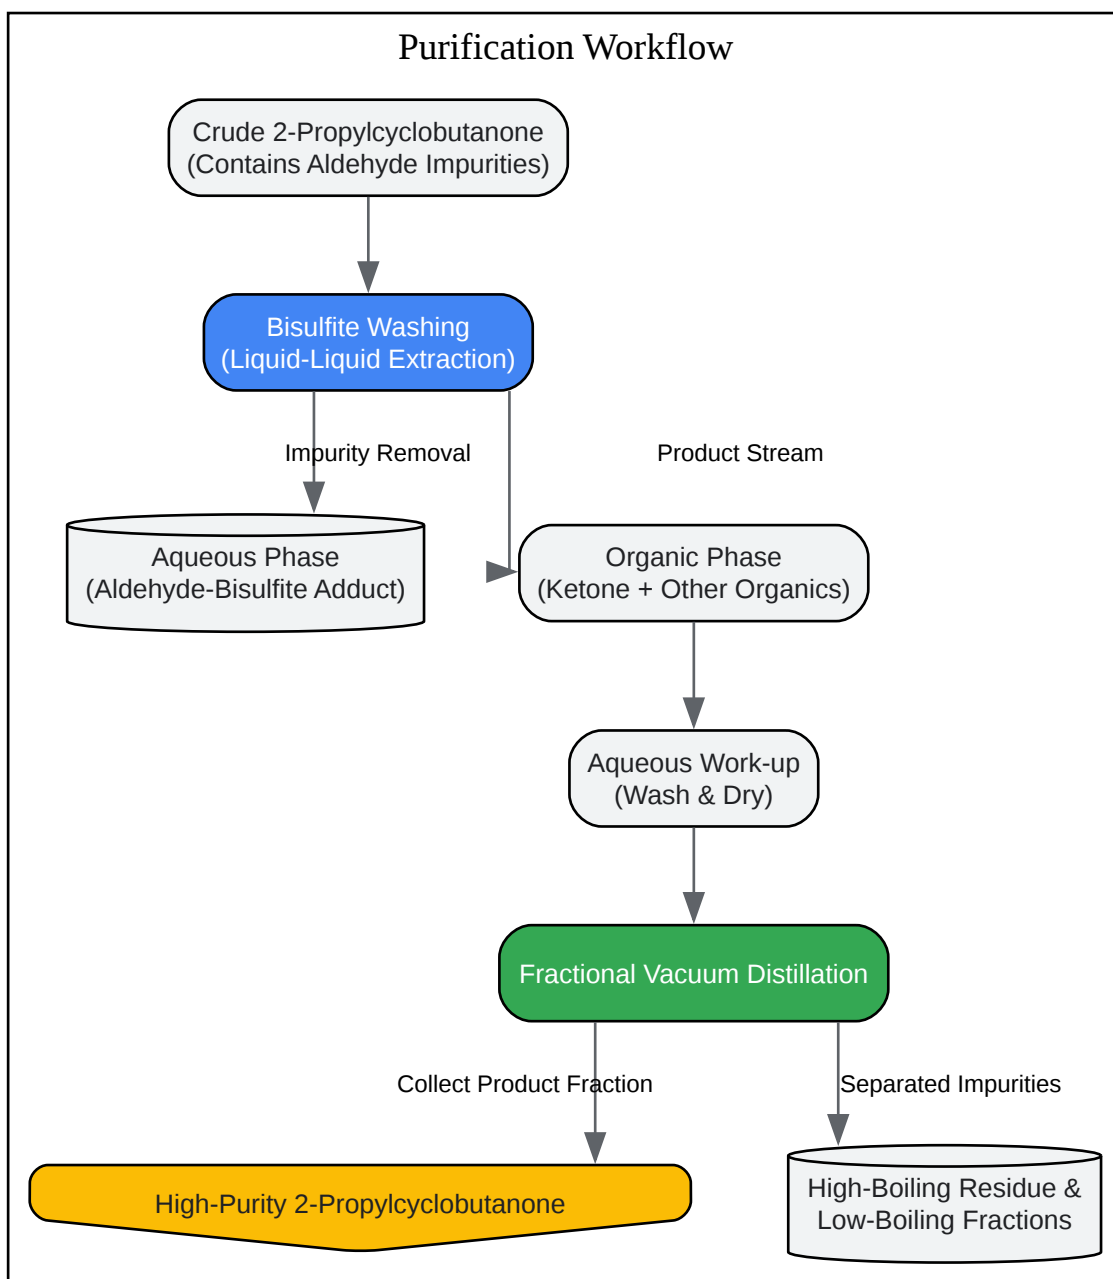 Purification Workflow
Crude 2-Propylcyclobutanone
(Contains Aldehyde Impurities)
Bisulfite Washing
(Liquid-Liquid Extraction)
Impurity Removal
Product Stream
Aqueous Phase
(Aldehyde-Bisulfite Adduct)
Organic Phase
(Ketone + Other Organics)
Aqueous Work-up
(Wash & Dry)
Fractional Vacuum Distillation
Collect Product Fraction
Separated Impurities
High-Purity 2-Propylcyclobutanone
High-Boiling Residue &
Low-Boiling Fractions